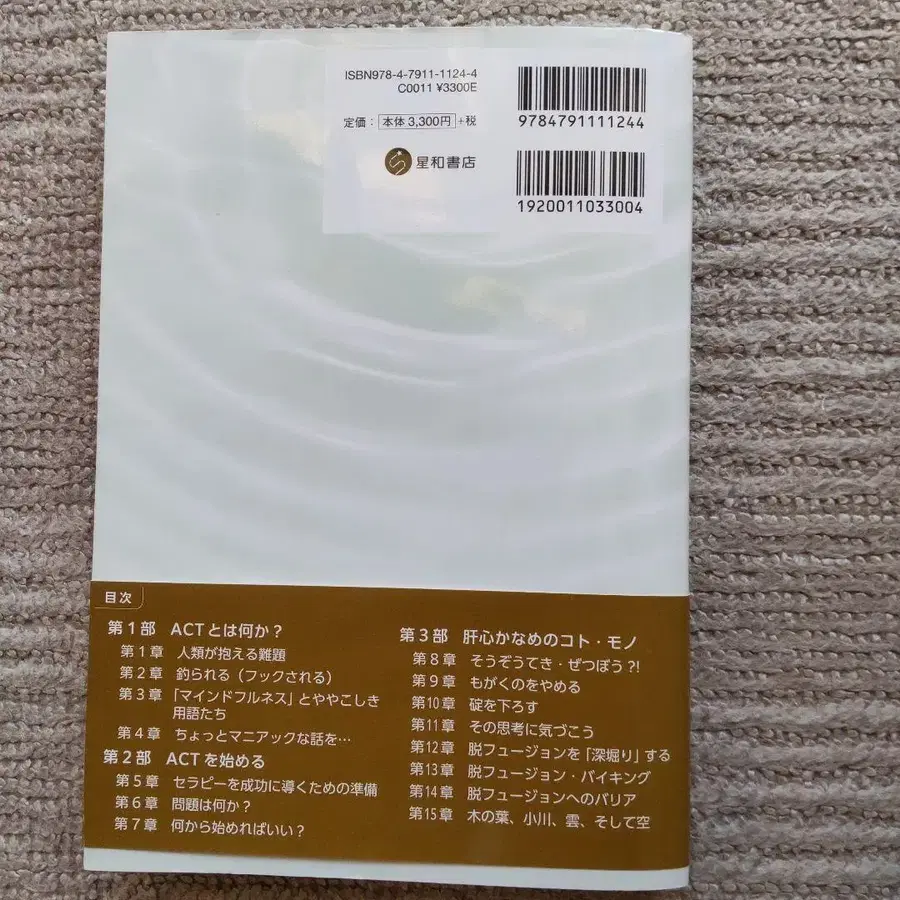 ISBN978-4-7911-1124-4
C0011 ¥3300E
定価：本体3,300円+税
星和書店
9784791111244
1920011033004
目次
第1部 ACTとは何か？
第1章 人類が抱える難題
第2章 釣られる（フックされる）
第3章 「マインドフルネス」とややこしき
用語たち
第4章 ちょっとマニアックな話を…
第2部 ACTを始める
第5章 セラピーを成功に導くための準備
第6章 問題は何か？
第7章 何から始めればいい？
第3部 肝心かなめのコト・モノ
第8章 そうぞうてき・ぜつぼう?!
第9章 もがくのをやめる
第10章 碇を下ろす
第11章 その思考に気づこう
第12章 脱フュージョンを「深堀り」する
第13章 脱フュージョン・バイキング
第14章 脱フュージョンへのバリア
第15章 木の葉、小川、雲、そして空